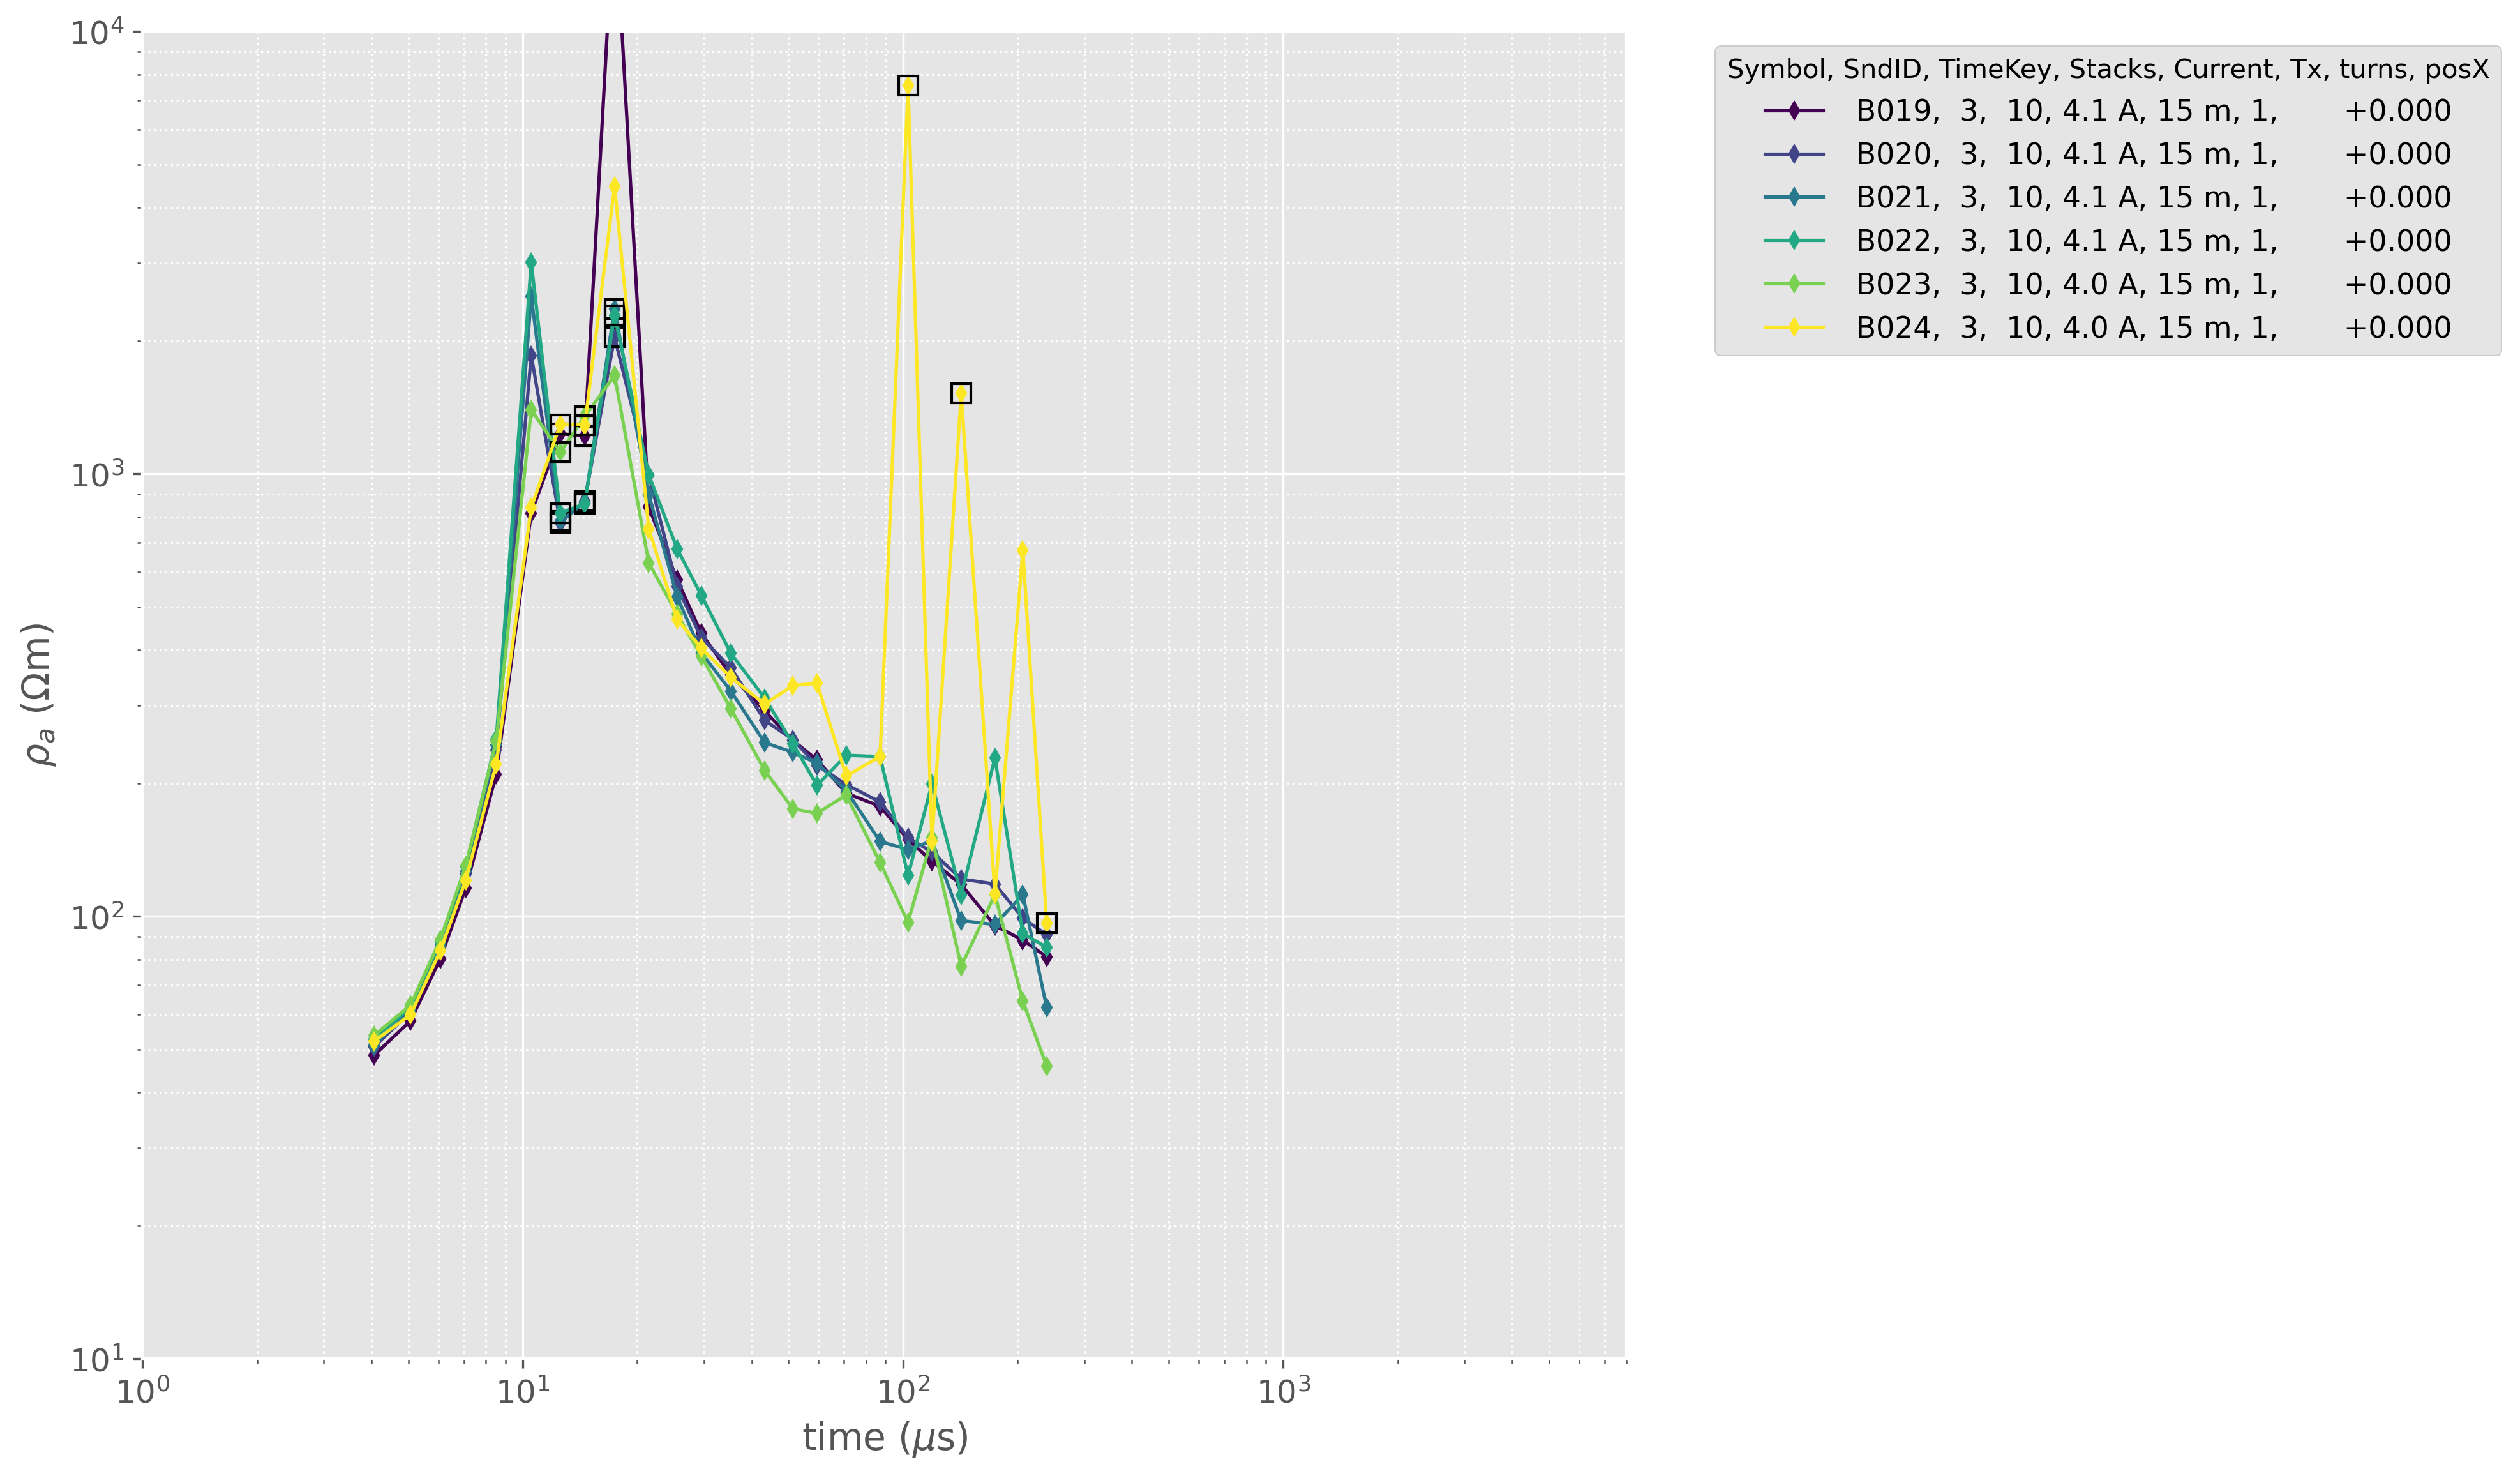 10⁴
10³
10²
10¹
ρₐ (Ωm)
10⁰ 10¹ 10² 10³
time (μs)
Symbol, SndID, TimeKey, Stacks, Current, Tx, turns, posX
B019, 3, 10, 4.1 A, 15 m, 1, +0.000
B020, 3, 10, 4.1 A, 15 m, 1, +0.000
B021, 3, 10, 4.1 A, 15 m, 1, +0.000
B022, 3, 10, 4.1 A, 15 m, 1, +0.000
B023, 3, 10, 4.0 A, 15 m, 1, +0.000
B024, 3, 10, 4.0 A, 15 m, 1, +0.000